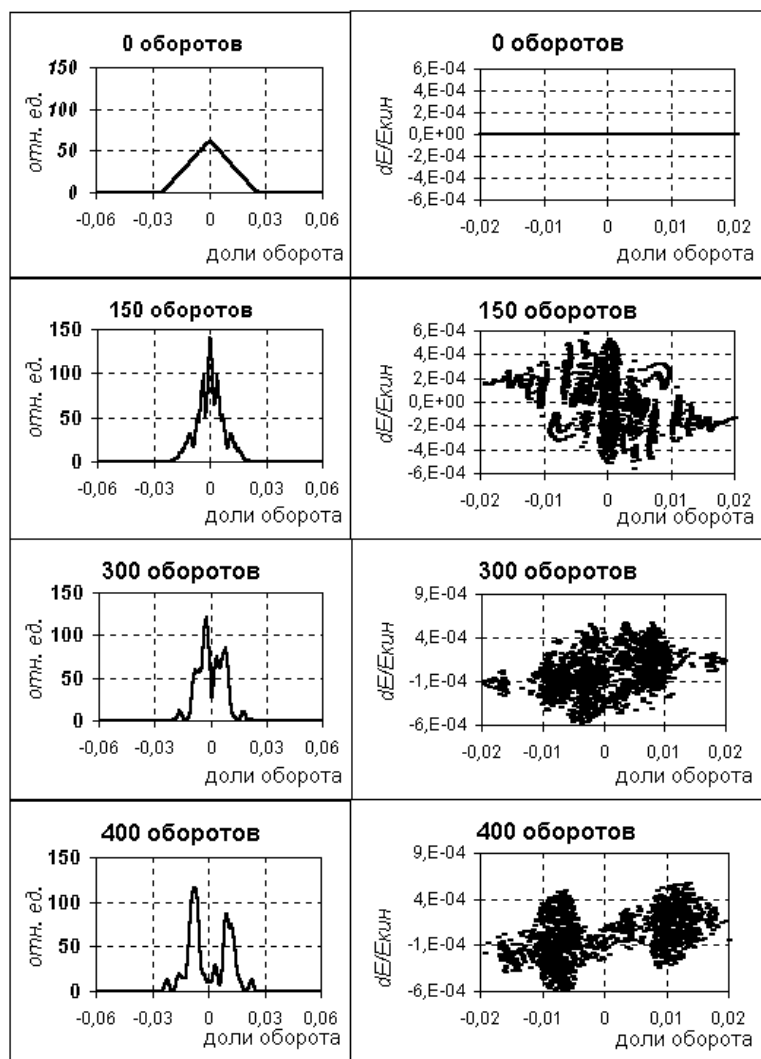 0 оборотов
150
100
50
0
отн. ед.
-0,06 -0,03 0 0,03 0,06
доли оборота
0 оборотов
6,E-04
4,E-04
2,E-04
0,E+00
-2,E-04
-4,E-04
-6,E-04
dE/Eкин
-0,02 -0,01 0 0,01 0,02
доли оборота
150 оборотов
150
100
50
0
отн. ед.
-0,06 -0,03 0 0,03 0,06
доли оборота
150 оборотов
6,E-04
4,E-04
2,E-04
0,E+00
-2,E-04
-4,E-04
-6,E-04
dE/Eкин
-0,02 -0,01 0 0,01 0,02
доли оборота
300 оборотов
150
100
50
0
отн. ед.
-0,06 -0,03 0 0,03 0,06
доли оборота
300 оборотов
9,E-04
4,E-04
-1,E-04
-6,E-04
dE/Eкин
-0,02 -0,01 0 0,01 0,02
доли оборота
400 оборотов
150
100
50
0
отн. ед.
-0,06 -0,03 0 0,03 0,06
доли оборота
400 оборотов
9,E-04
4,E-04
-1,E-04
-6,E-04
dE/Eкин
-0,02 -0,01 0 0,01 0,02
доли оборота